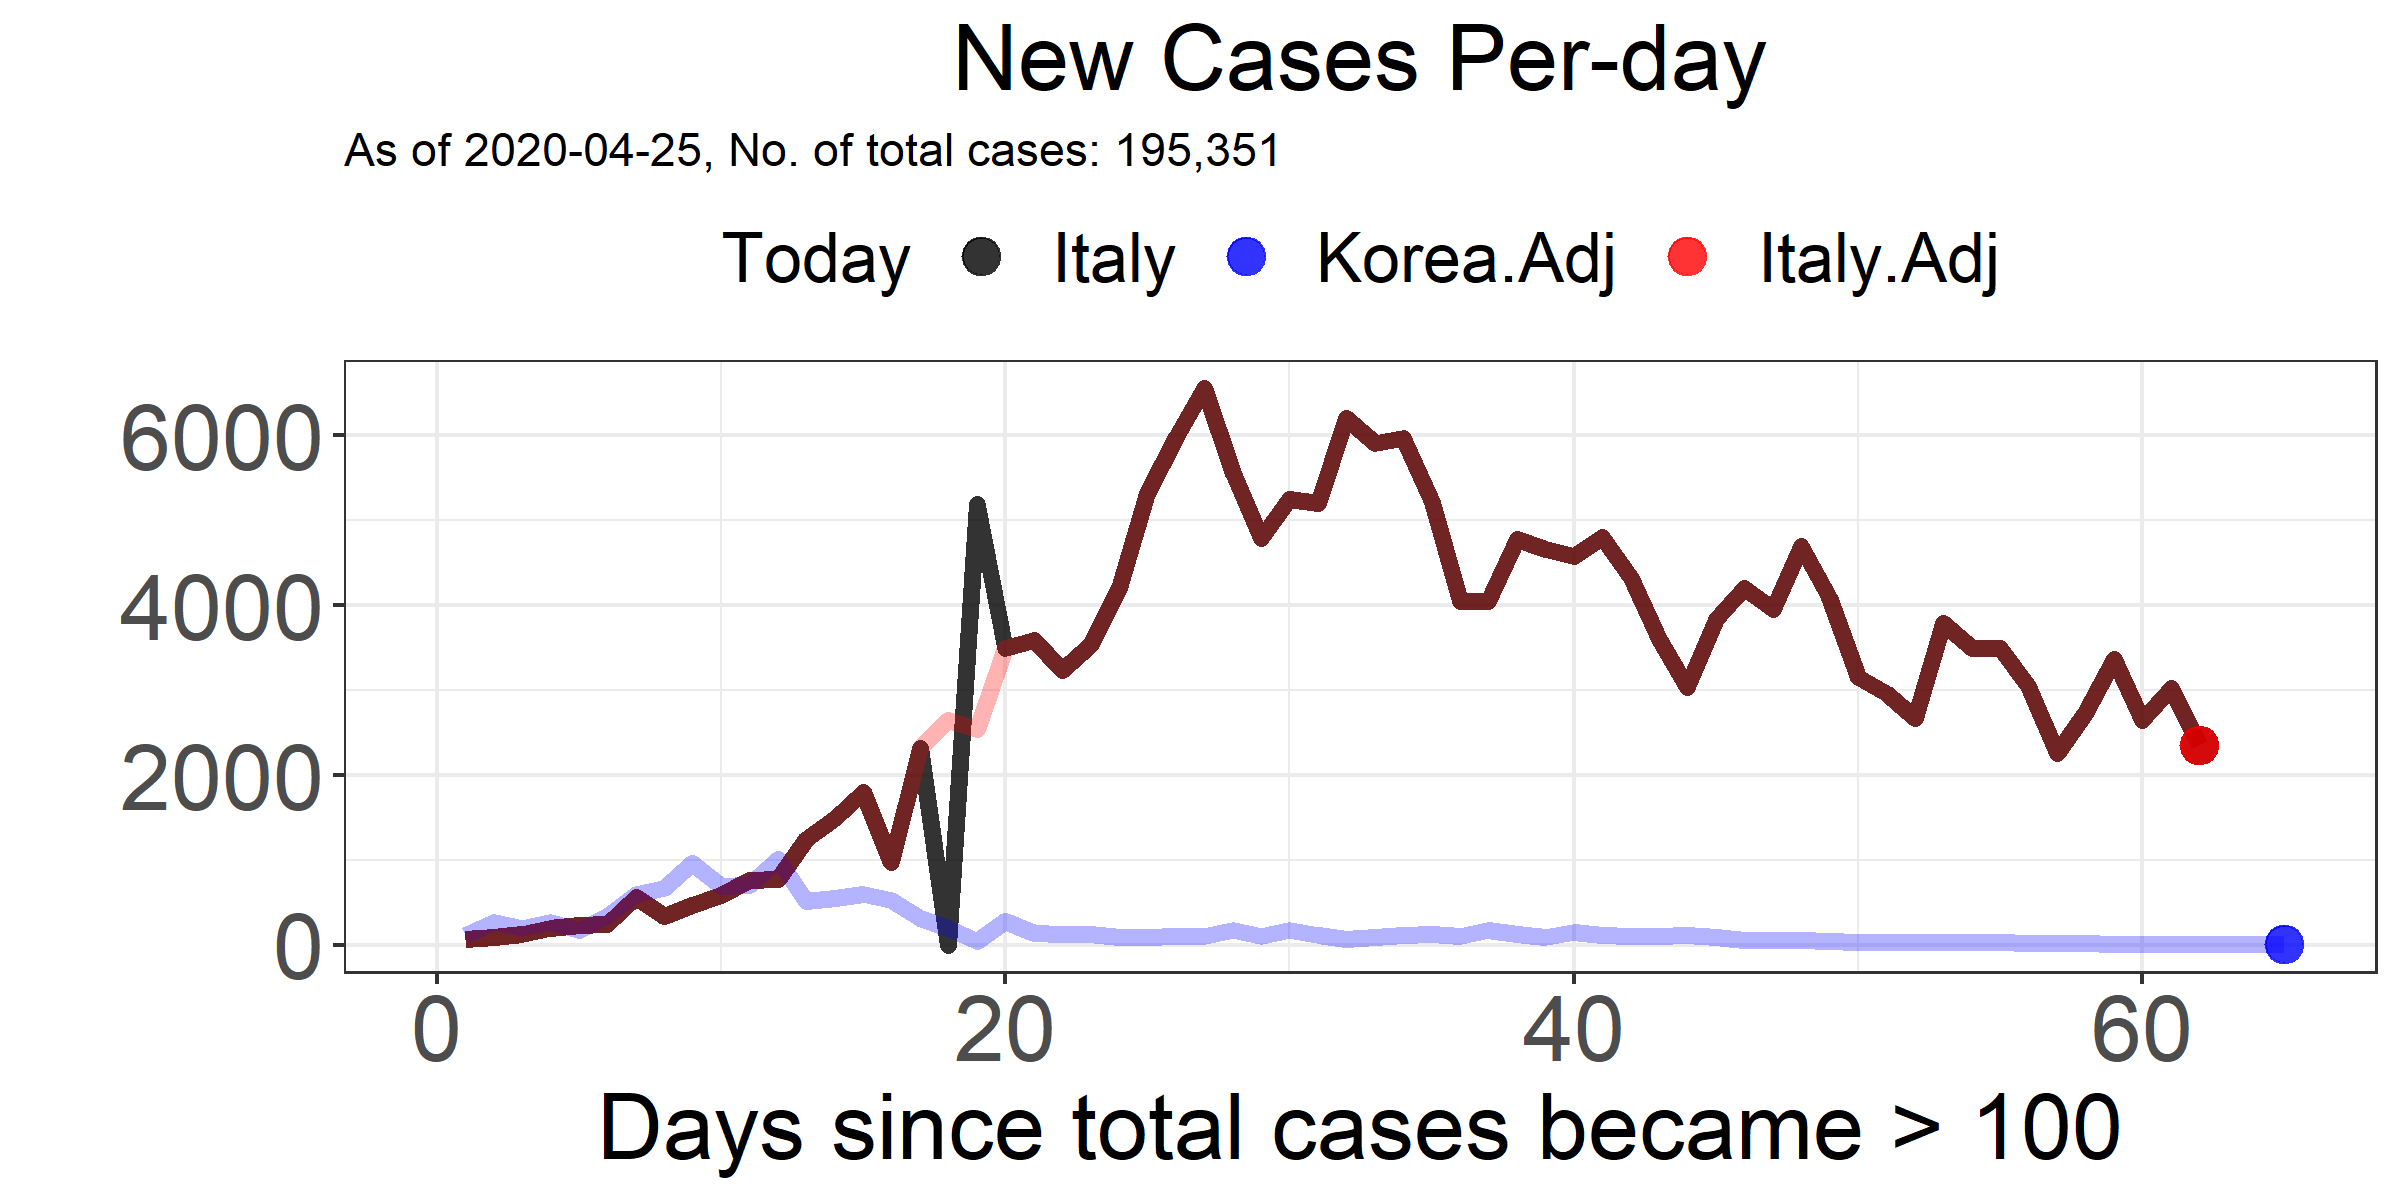 New Cases Per-day
As of 2020-04-25, No. of total cases: 195,351
Today Italy Korea.Adj Italy.Adj
6000
4000
2000
0
0 20 40 60
Days since total cases became > 100